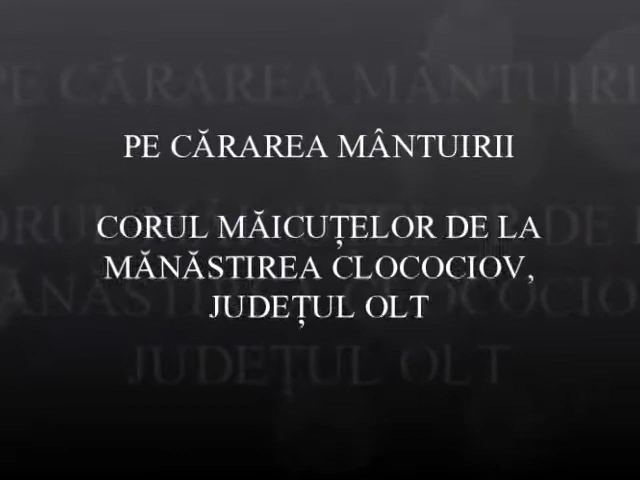 PE CĂRAREA MÂNTUIRII
CORUL MĂICUȚELOR DE LA
MĂNĂSTIREA CLOCOCIOV,
JUDEȚUL OLT